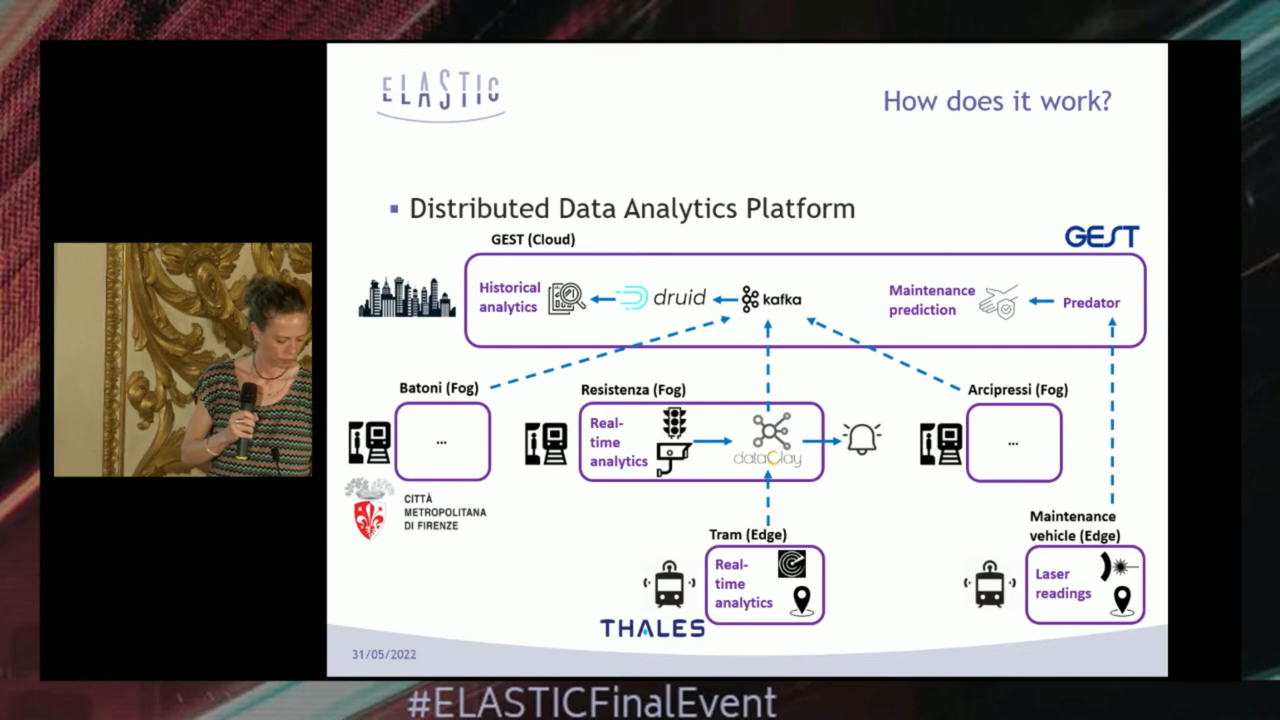 ELASTIC
How does it work?
Distributed Data Analytics Platform
GEST (Cloud)
GEST
Historical
analytics
druid
kafka
Maintenance
prediction
Predator
Batoni (Fog)
...
Resistenza (Fog)
Real-
time
analytics
dataClay
Arcipressi (Fog)
...
CITTÀ
METROPOLITANA
DI FIRENZE
Tram (Edge)
Real-
time
analytics
THALES
Maintenance
vehicle (Edge)
Laser
readings
31/05/2022
#ELASTICFinalEvent